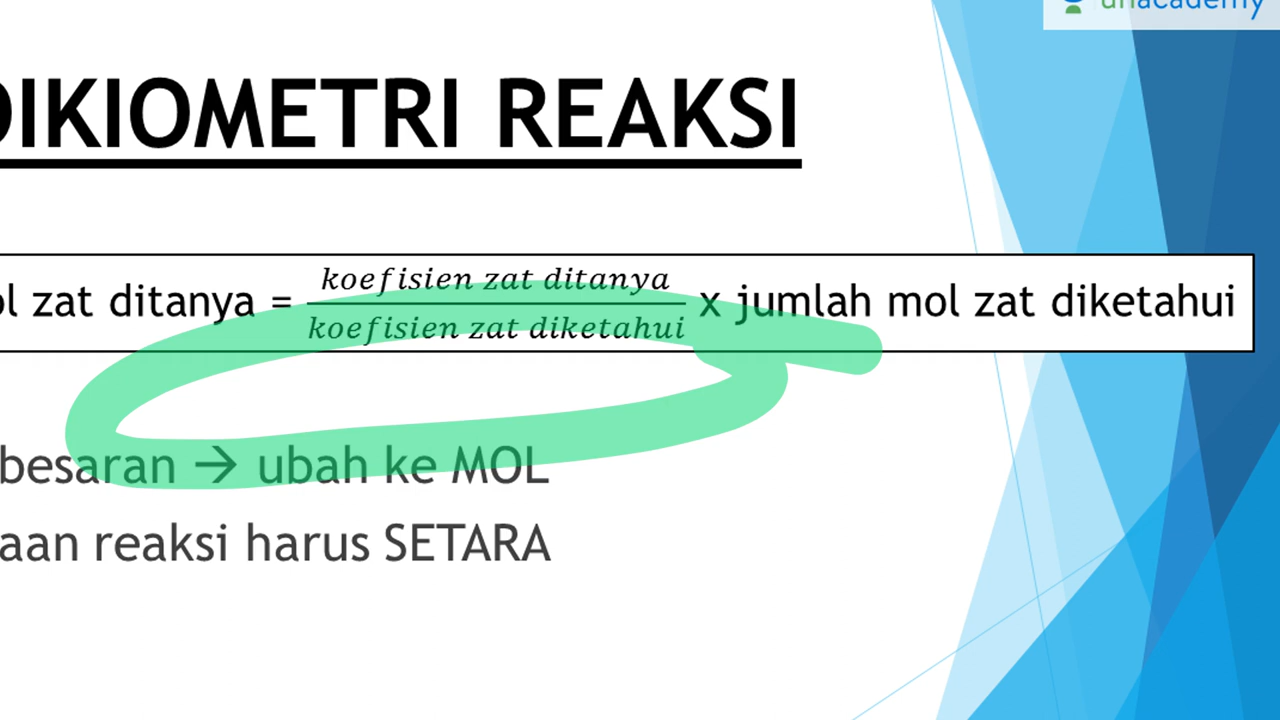 unacademy
DIKIOMETRI REAKSI
ol zat ditanya = koefisien zat ditanya / koefisien zat diketahui x jumlah mol zat diketahui
besaran → ubah ke MOL
aan reaksi harus SETARA